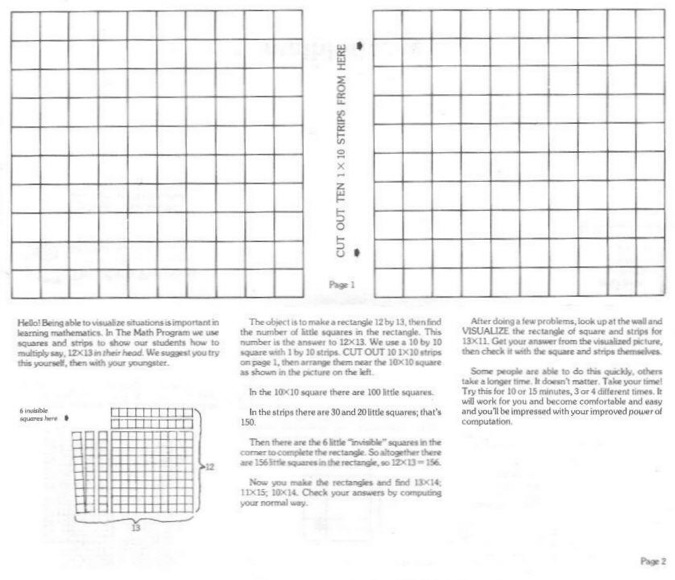 CUT OUT TEN 1×10 STRIPS FROM HERE
Page 1
Hello! Being able to visualize situations is important in
learning mathematics. In The Math Program we use
squares and strips to show our students how to
multiply say, 12×13 in their head. We suggest you try
this yourself, then with your youngster.
6 invisible
squares here
12
13
The object is to make a rectangle 12 by 13, then find
the number of little squares in the rectangle. This
number is the answer to 12×13. We use a 10 by 10
square with 1 by 10 strips. CUT OUT 10 1×10 strips
on page 1, then arrange them near the 10×10 square
as shown in the picture on the left.
In the 10×10 square there are 100 little squares.
In the strips there are 30 and 20 little squares; that's
150.
Then there are the 6 little "invisible" squares in the
corner to complete the rectangle. So altogether there
are 156 little squares in the rectangle, so 12×13 = 156.
Now you make the rectangles and find 13×14;
11×15; 10×14. Check your answers by computing
your normal way.
After doing a few problems, look up at the wall and
VISUALIZE the rectangle of square and strips for
13×11. Get your answer from the visualized picture,
then check it with the square and strips themselves.
Some people are able to do this quickly, others
take a longer time. It doesn't matter. Take your time!
Try this for 10 or 15 minutes, 3 or 4 different times. It
will work for you and become comfortable and easy
and you'll be impressed with your improved power of
computation.
Page 2